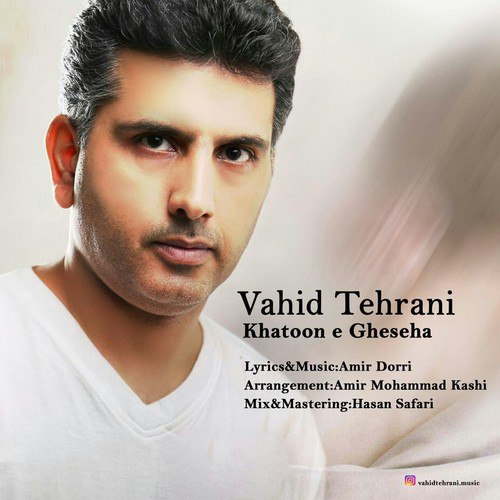 Vahid Tehrani
Khatoon e Gheseha
Lyrics&Music:Amir Dorri
Arrangement:Amir Mohammad Kashi
Mix&Mastering:Hasan Safari
vahidtehrani.music